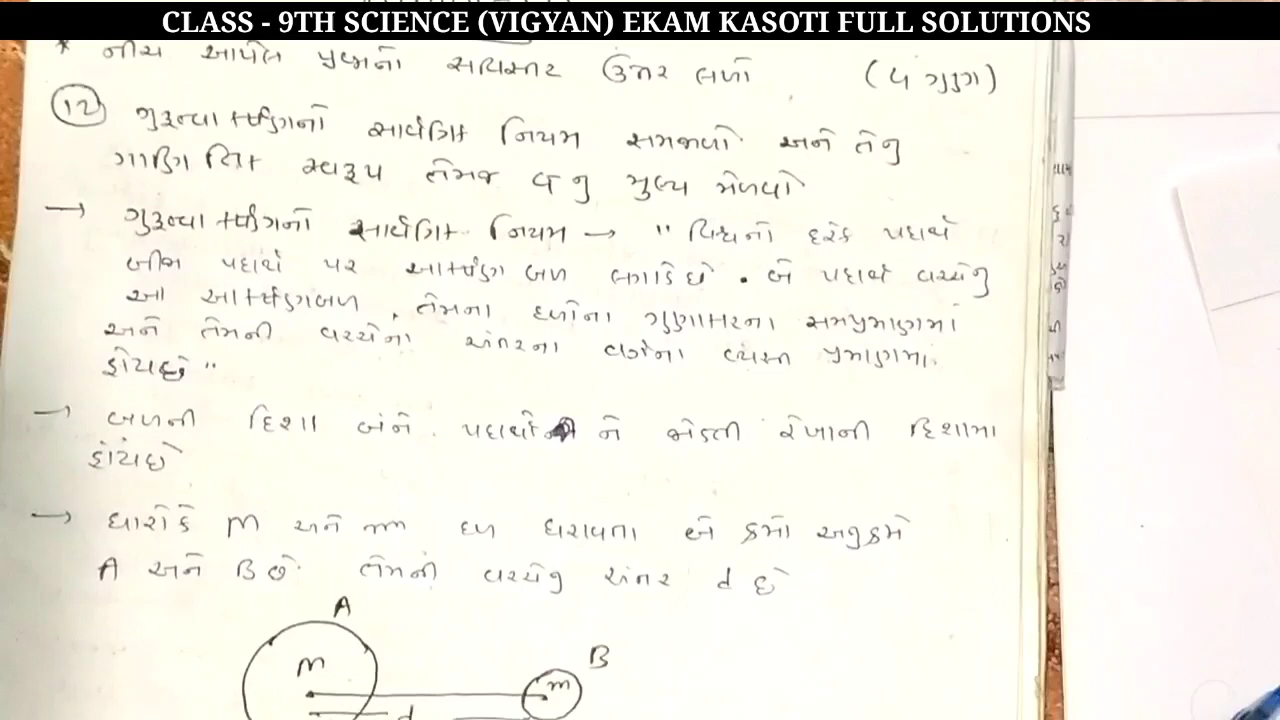 CLASS - 9TH SCIENCE (VIGYAN) EKAM KASOTI FULL SOLUTIONS
* નીચે આપેલ પ્રશ્નનો સવિસ્તાર ઉત્તર લખો (૫ ગુણ)
(12) ગુરૂત્વાકર્ષણનો સાર્વત્રિક નિયમ સમજાવો અને તેનુ
ગાણિતિક સ્વરૂપ તેમજ નુ મુલ્ય મેળવો
→ ગુરૂત્વાકર્ષણનો સાર્વત્રિક નિયમ → " વિશ્વનો દરેક પદાર્થ
બીજા પદાર્થ પર આકર્ષણ બળ લગાડે છે . બે પદાર્થ વચ્ચેનુ
આ આકર્ષણબળ , તેમના દળોના ગુણાકારના સમપ્રમાણમાં
અને તેમની વચ્ચેના અંતરના વર્ગના વ્યસ્ત પ્રમાણમા
હોય છે "
→ બળની દિશા બંને પદાર્થો ને જોડતી રેખાની દિશામા
હોય છે
→ ધારો કે M અને m દળ ધરાવતા બે અનુક્રમે
A અને B છે તેમની વચ્ચેનુ અંતર d છે
A
B
M
m
d